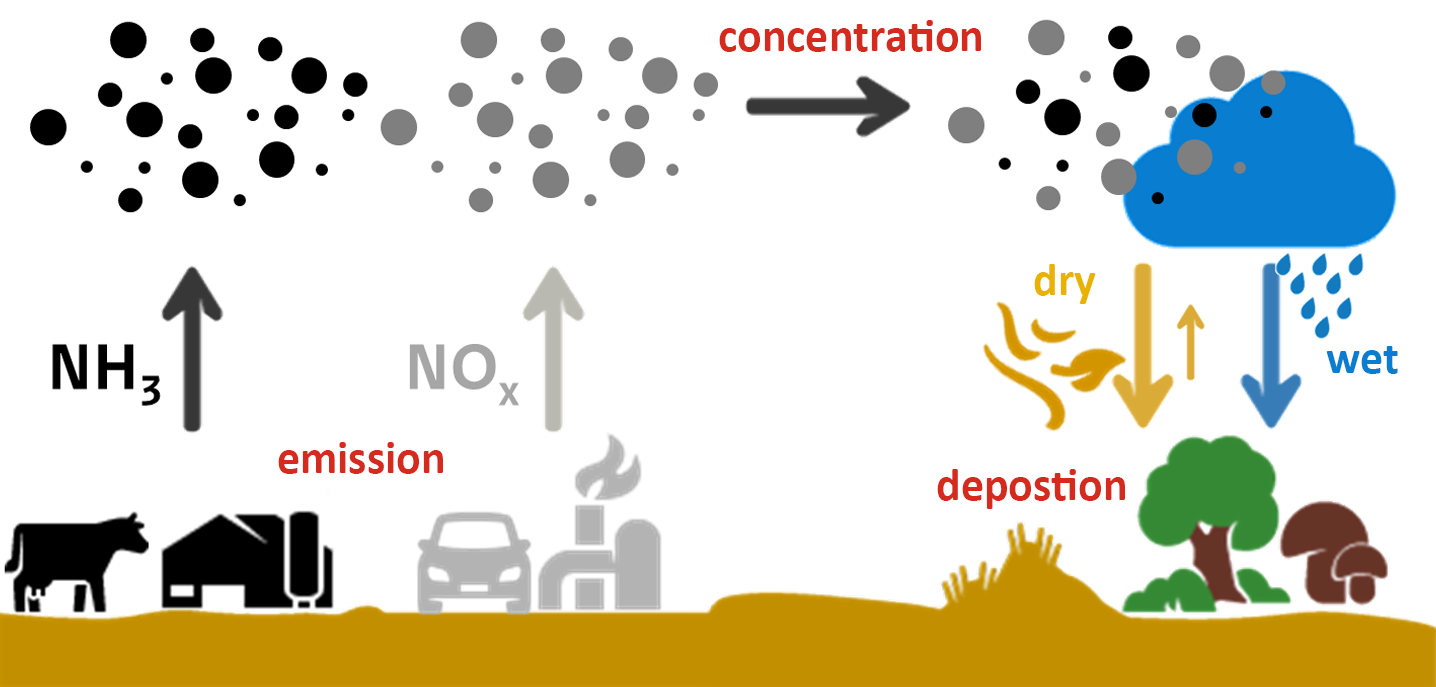 concentration
dry
NH₃
NOₓ
wet
emission
depostion